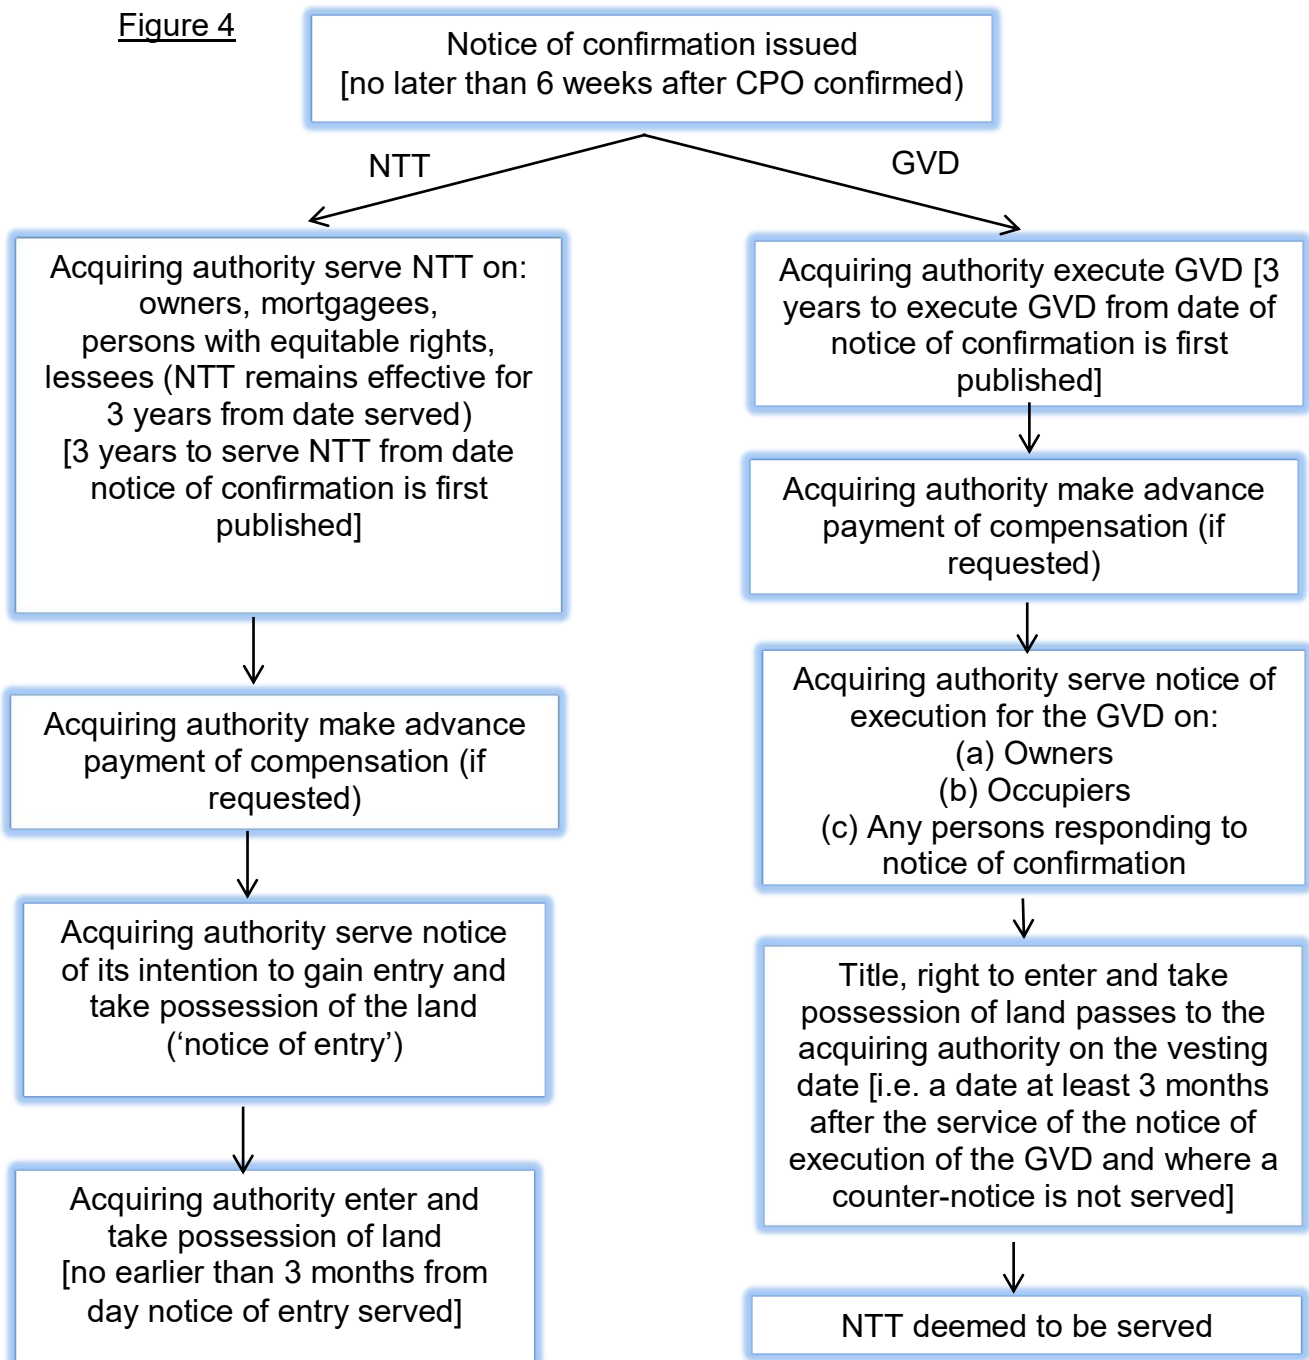 Figure 4
Notice of confirmation issued
[no later than 6 weeks after CPO confirmed)
NTT
GVD
Acquiring authority serve NTT on:
owners, mortgagees,
persons with equitable rights,
lessees (NTT remains effective for
3 years from date served)
[3 years to serve NTT from date
notice of confirmation is first
published]
Acquiring authority make advance
payment of compensation (if
requested)
Acquiring authority serve notice
of its intention to gain entry and
take possession of the land
(‘notice of entry’)
Acquiring authority enter and
take possession of land
[no earlier than 3 months from
day notice of entry served]
Acquiring authority execute GVD [3
years to execute GVD from date of
notice of confirmation is first
published]
Acquiring authority make advance
payment of compensation (if
requested)
Acquiring authority serve notice of
execution for the GVD on:
(a) Owners
(b) Occupiers
(c) Any persons responding to
notice of confirmation
Title, right to enter and take
possession of land passes to the
acquiring authority on the vesting
date [i.e. a date at least 3 months
after the service of the notice of
execution of the GVD and where a
counter-notice is not served]
NTT deemed to be served